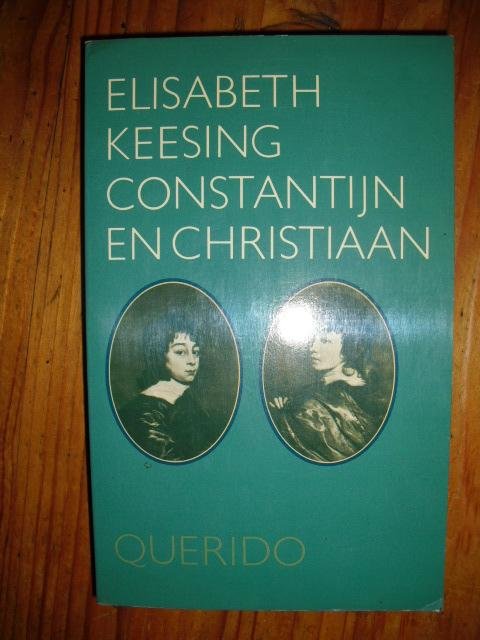 ELISABETH
KEESING
CONSTANTIJN
EN CHRISTIAAN
QUERIDO